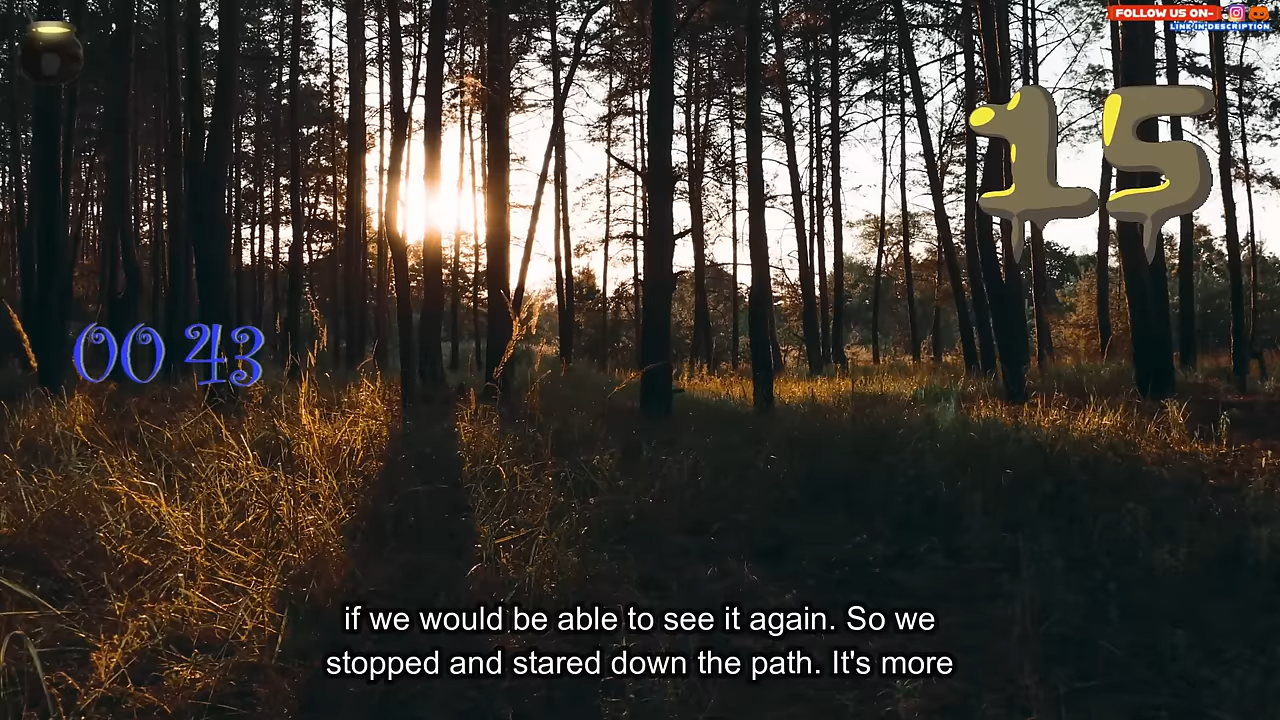 FOLLOW US ON-
LINK IN DESCRIPTION
15
00 43
if we would be able to see it again. So we
stopped and stared down the path. It's more